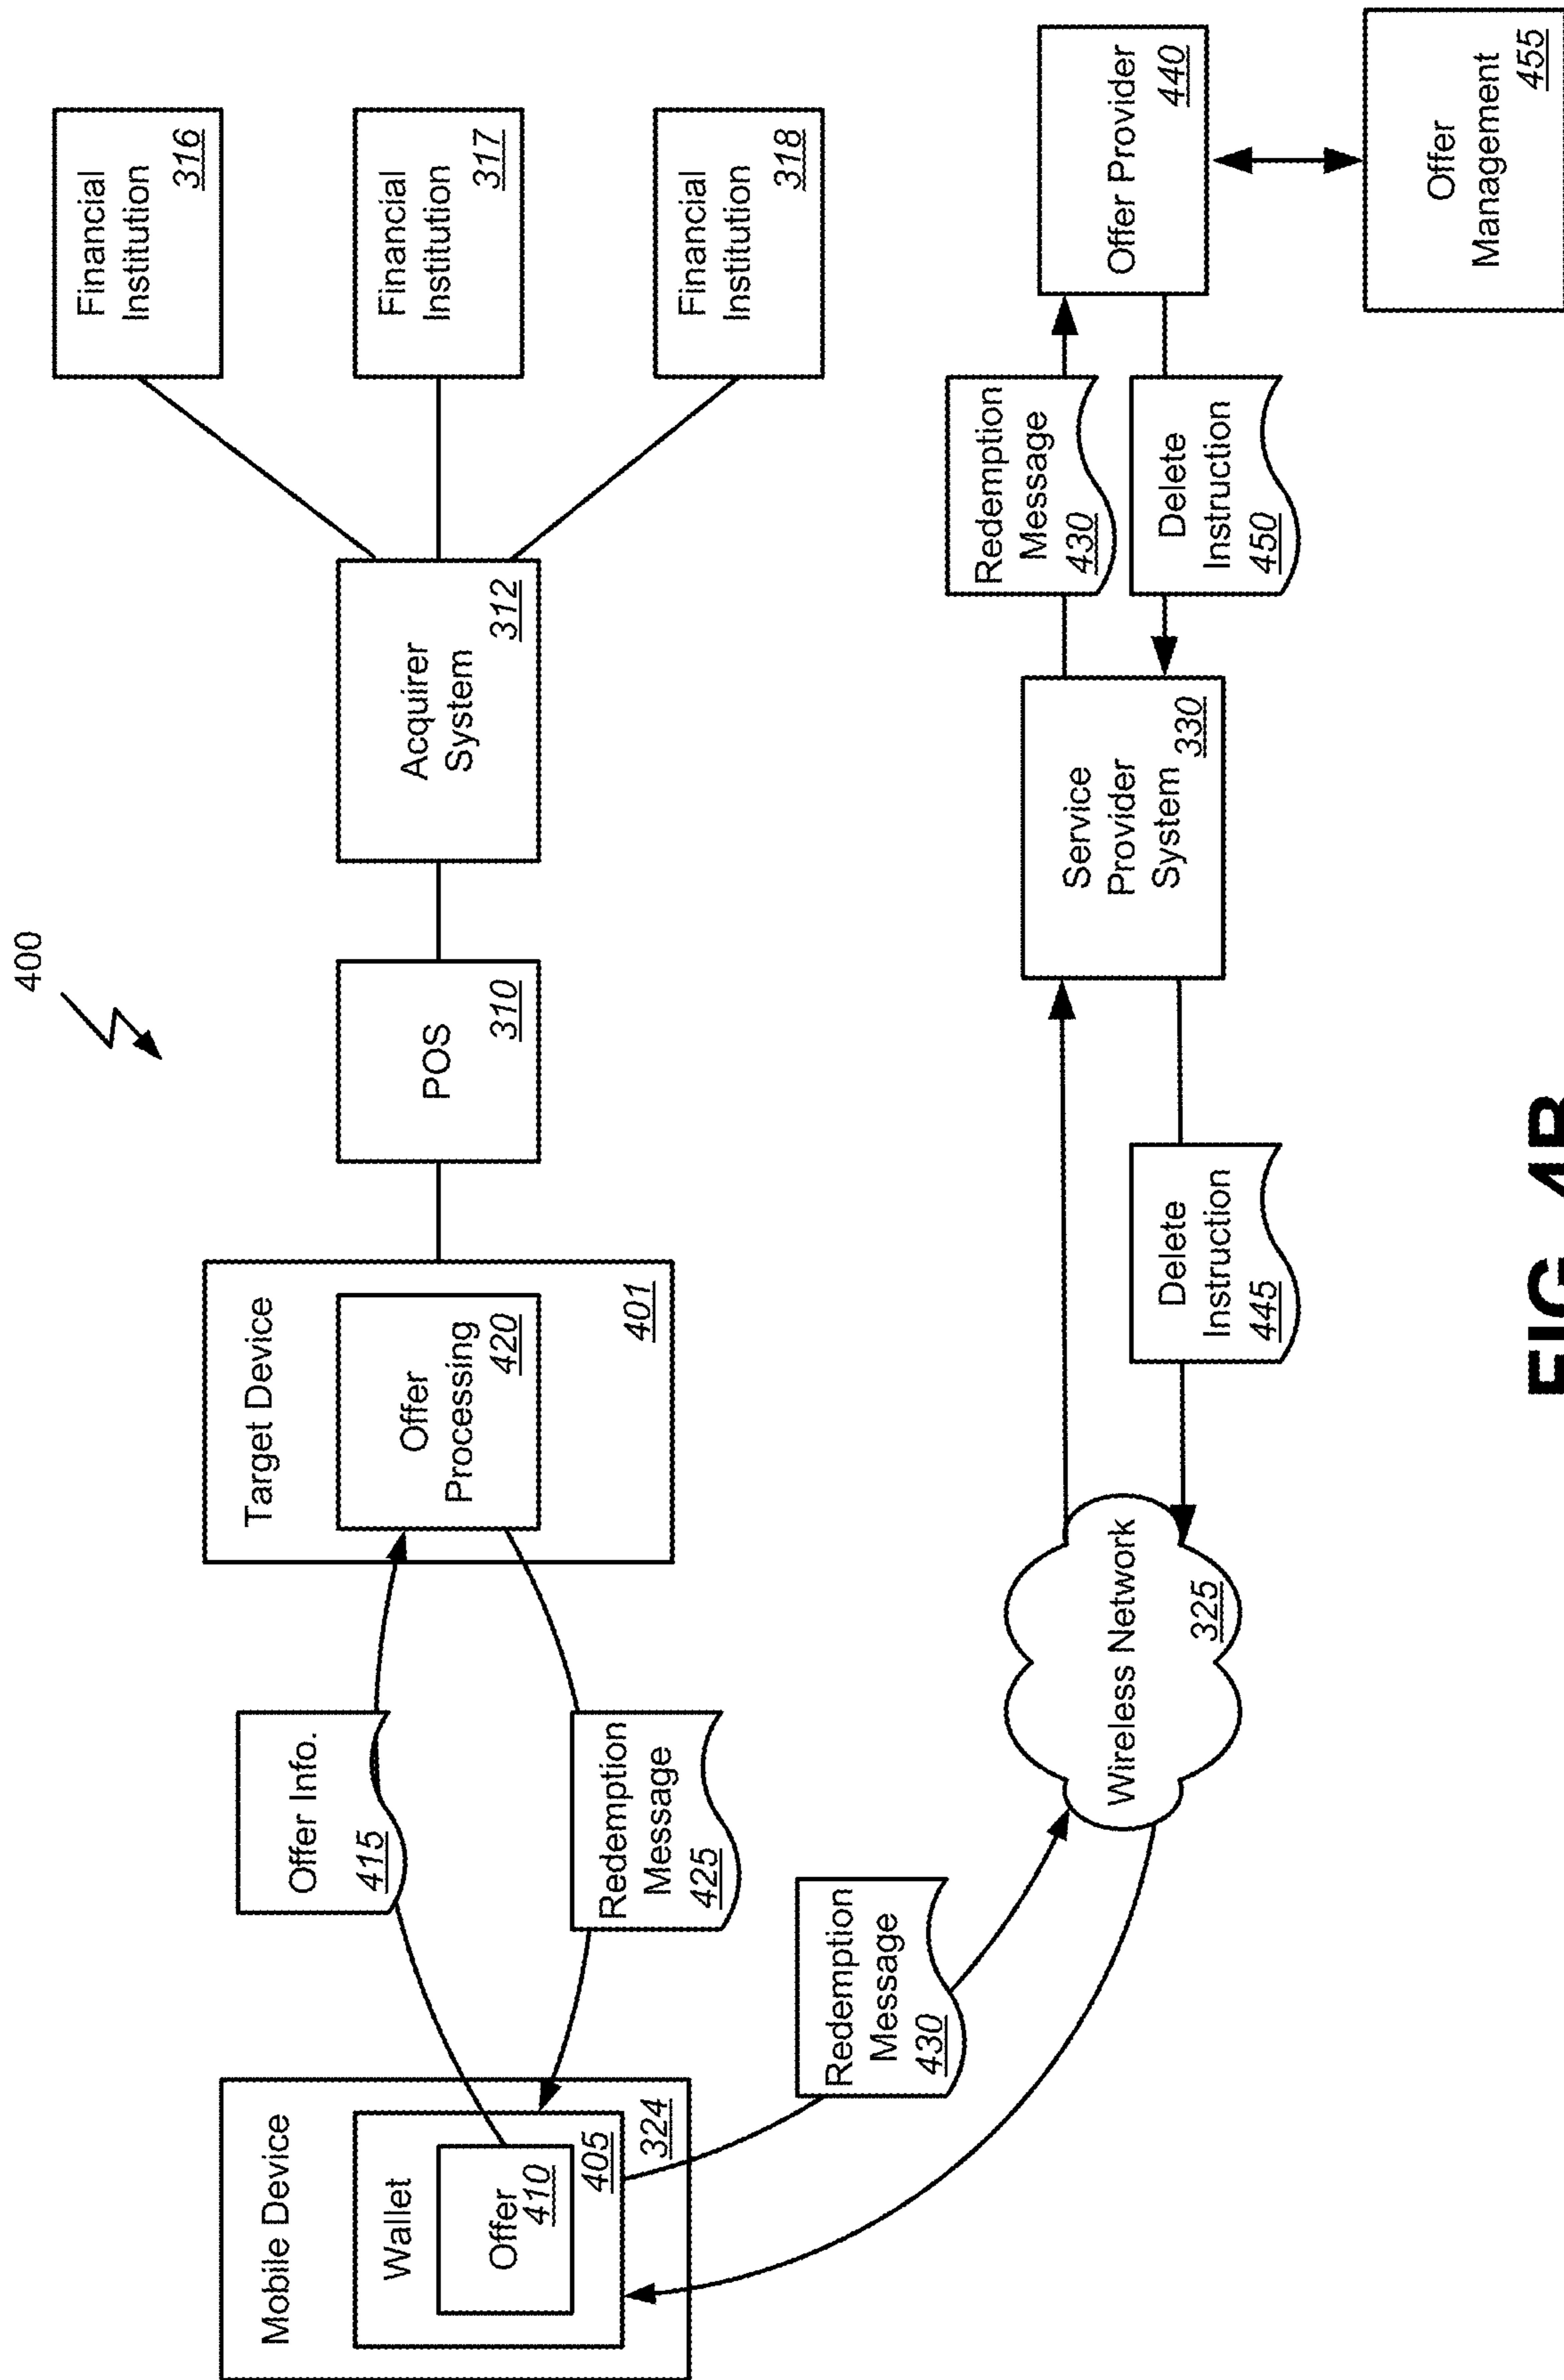 400
Mobile Device
Wallet
Offer
410
405
324
Offer Info.
415
Redemption
Message
425
Target Device
Offer
Processing
420
401
POS
310
Acquirer
System
312
Financial
Institution
316
Financial
Institution
317
Financial
Institution
318
Redemption
Message
430
Wireless Network
325
Delete
Instruction
445
Service
Provider
System
330
Redemption
Message
430
Delete
Instruction
450
Offer Provider
440
Offer
Management
455
FIG. 4B